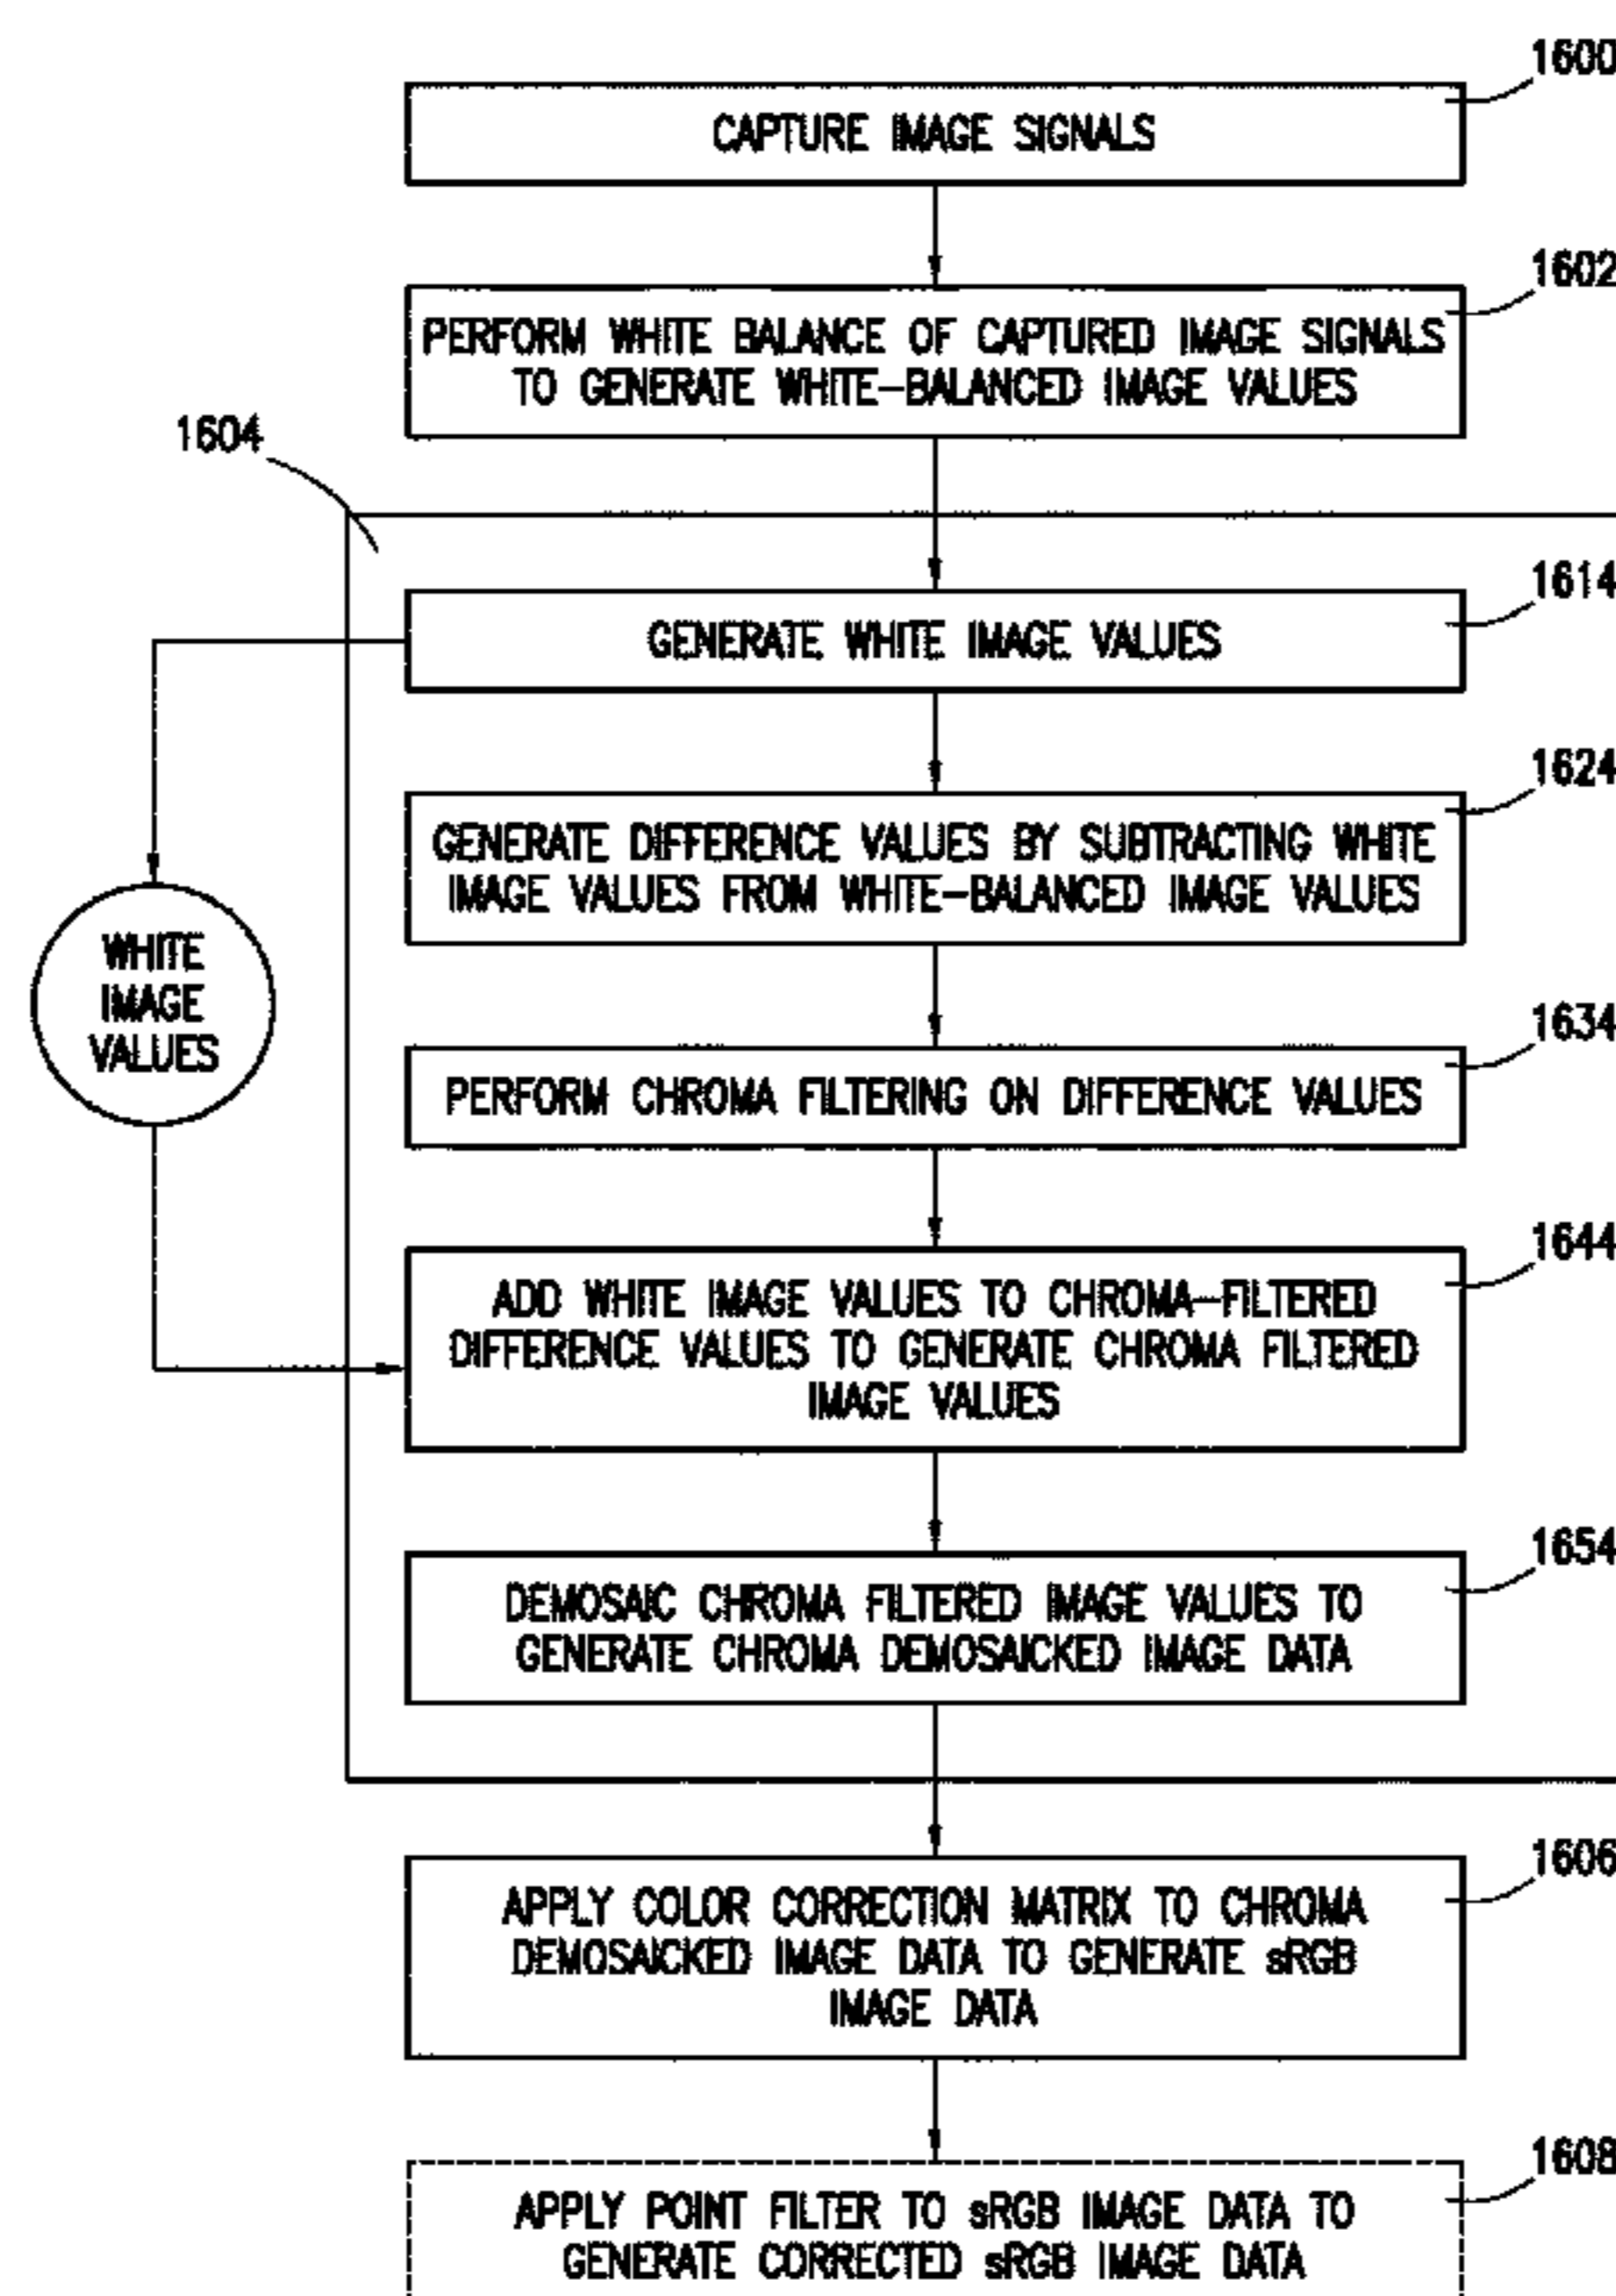 1600
CAPTURE IMAGE SIGNALS
1602
PERFORM WHITE BALANCE OF CAPTURED IMAGE SIGNALS
TO GENERATE WHITE-BALANCED IMAGE VALUES
1604
1614
GENERATE WHITE IMAGE VALUES
1624
GENERATE DIFFERENCE VALUES BY SUBTRACTING WHITE
IMAGE VALUES FROM WHITE-BALANCED IMAGE VALUES
WHITE
IMAGE
VALUES
1634
PERFORM CHROMA FILTERING ON DIFFERENCE VALUES
1644
ADD WHITE IMAGE VALUES TO CHROMA-FILTERED
DIFFERENCE VALUES TO GENERATE CHROMA FILTERED
IMAGE VALUES
1654
DEMOSAIC CHROMA FILTERED IMAGE VALUES TO
GENERATE CHROMA DEMOSAICKED IMAGE DATA
1606
APPLY COLOR CORRECTION MATRIX TO CHROMA
DEMOSAICKED IMAGE DATA TO GENERATE sRGB
IMAGE DATA
1608
APPLY POINT FILTER TO sRGB IMAGE DATA TO
GENERATE CORRECTED sRGB IMAGE DATA